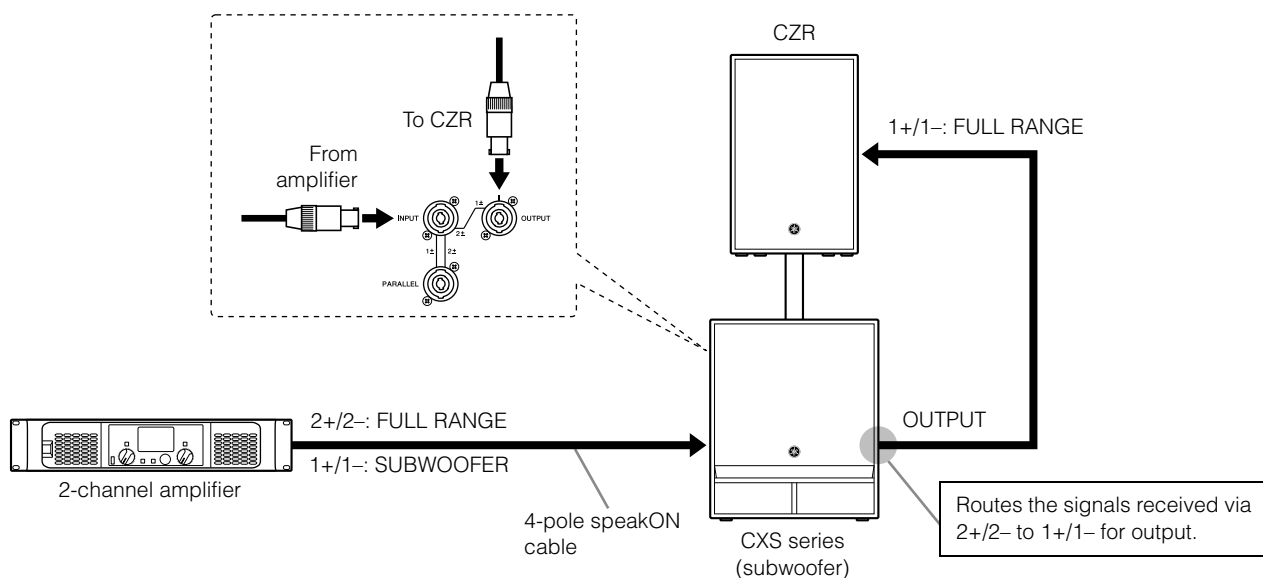 CZR
To CZR
From
amplifier
1+/1–: FULL RANGE
INPUT
1±
OUTPUT
2±
1± 2±
PARALLEL
2+/2–: FULL RANGE
1+/1–: SUBWOOFER
OUTPUT
2-channel amplifier
4-pole speakON
cable
CXS series
(subwoofer)
Routes the signals received via
2+/2– to 1+/1– for output.